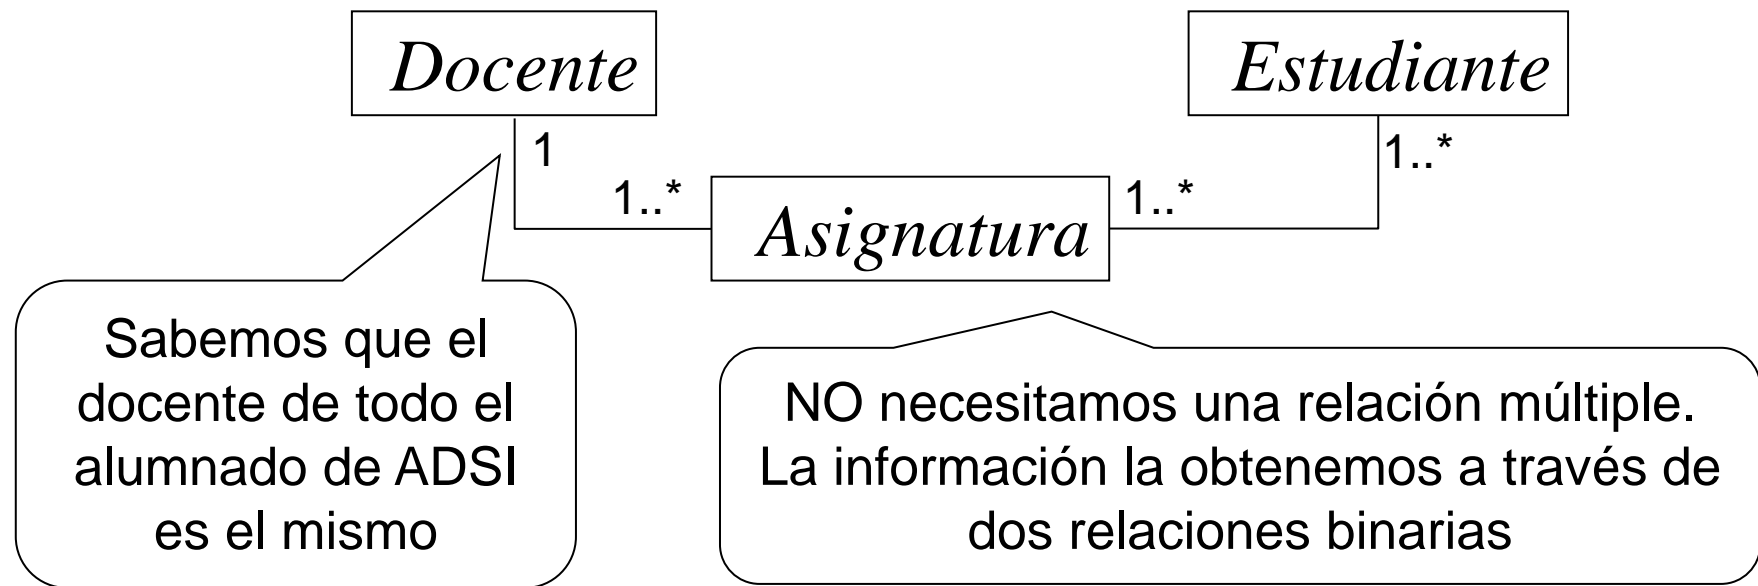 Docente
Estudiante
1
1..*
1..*
1..*
Asignatura
Sabemos que el
docente de todo el
alumnado de ADSI
es el mismo
NO necesitamos una relación múltiple.
La información la obtenemos a través de
dos relaciones binarias